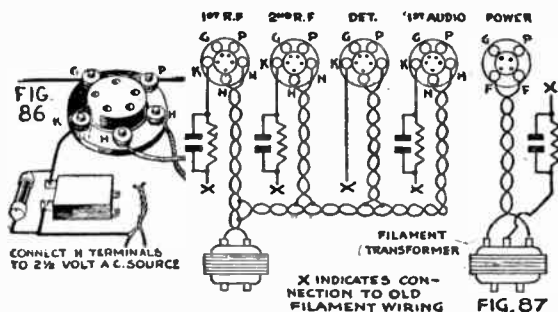 1ST R.F
2ND R.F
DET.
1ST AUDIO
POWER
G P
K H
H
G P
K H
H
G P
K H
G P
K H
H
G P
F F
FIG.
86
G P
K H
H
X
X
X
X
X
X
CONNECT H TERMINALS
TO 2½ VOLT A.C. SOURCE
FILAMENT
TRANSFORMER
X INDICATES CON-
NECTION TO OLD
FILAMENT WIRING
FIG. 87